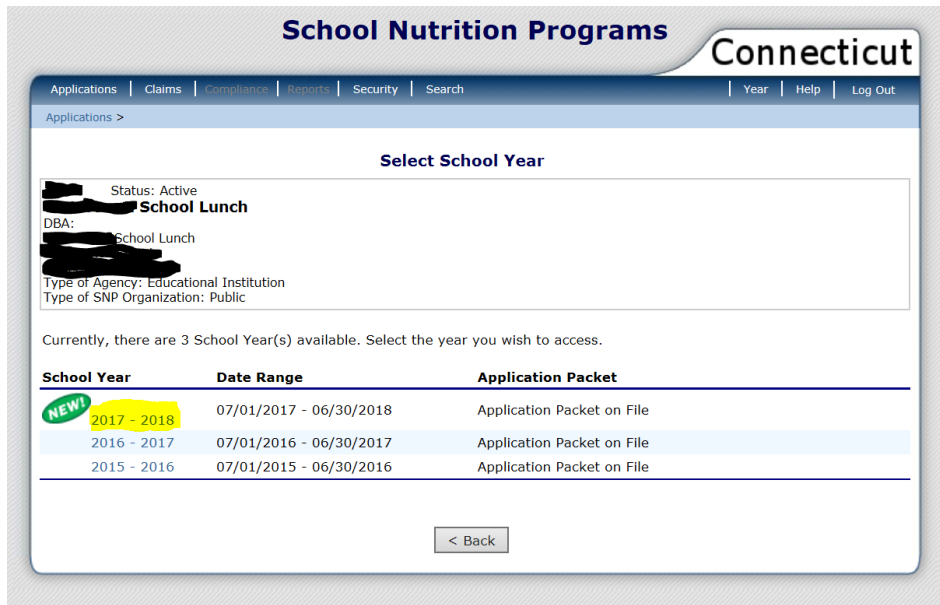 School Nutrition Programs
Connecticut
Applications Claims Compliance Reports Security Search Year Help Log Out
Applications >
Select School Year
Status: Active
School Lunch
DBA:
School Lunch
Type of Agency: Educational Institution
Type of SNP Organization: Public
Currently, there are 3 School Year(s) available. Select the year you wish to access.
School Year Date Range Application Packet
NEW! 2017 - 2018 07/01/2017 - 06/30/2018 Application Packet on File
2016 - 2017 07/01/2016 - 06/30/2017 Application Packet on File
2015 - 2016 07/01/2015 - 06/30/2016 Application Packet on File
< Back